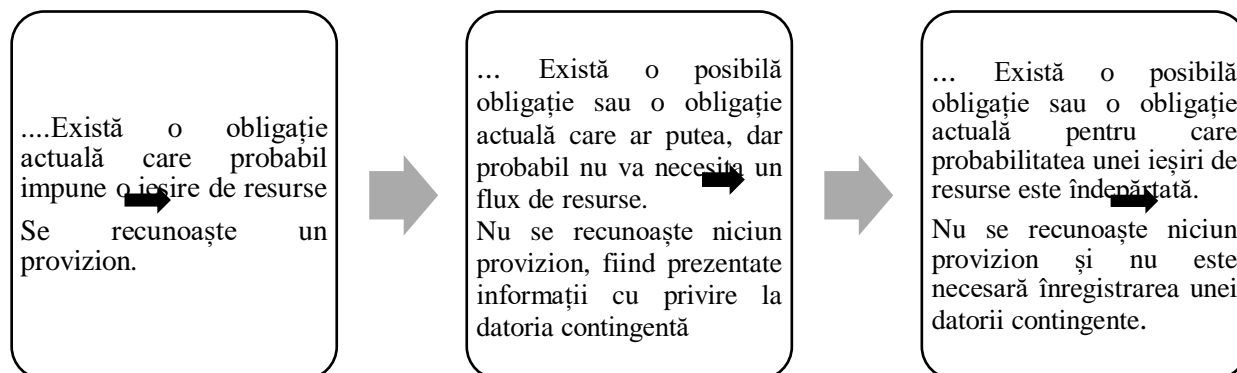 ....Există o obligație
actuală care probabil
impune o ieșire de resurse
Se recunoaște un
provizion.
... Există o posibilă
obligație sau o obligație
actuală care ar putea, dar
probabil nu va necesita un
flux de resurse.
Nu se recunoaște niciun
provizion, fiind prezentate
informații cu privire la
datoria contingentă
... Există o posibilă
obligație sau o obligație
actuală pentru care
probabilitatea unei ieșiri de
resurse este îndepărtată.
Nu se recunoaște niciun
provizion și nu este
necesară înregistrarea unei
datorii contingente.